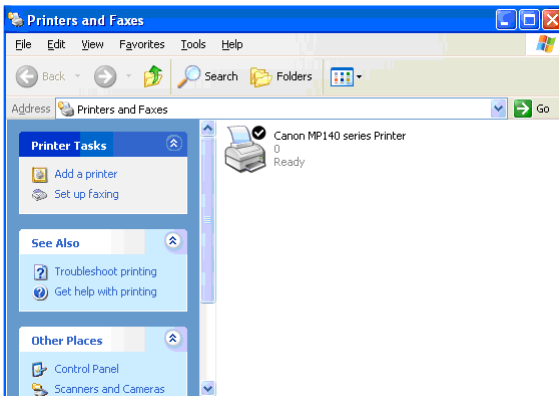 Printers and Faxes
File Edit View Favorites Tools Help
Back Search Folders
Address Printers and Faxes Go
Printer Tasks
Add a printer
Set up faxing
See Also
Troubleshoot printing
Get help with printing
Other Places
Control Panel
Scanners and Cameras
Canon MP140 series Printer
0
Ready